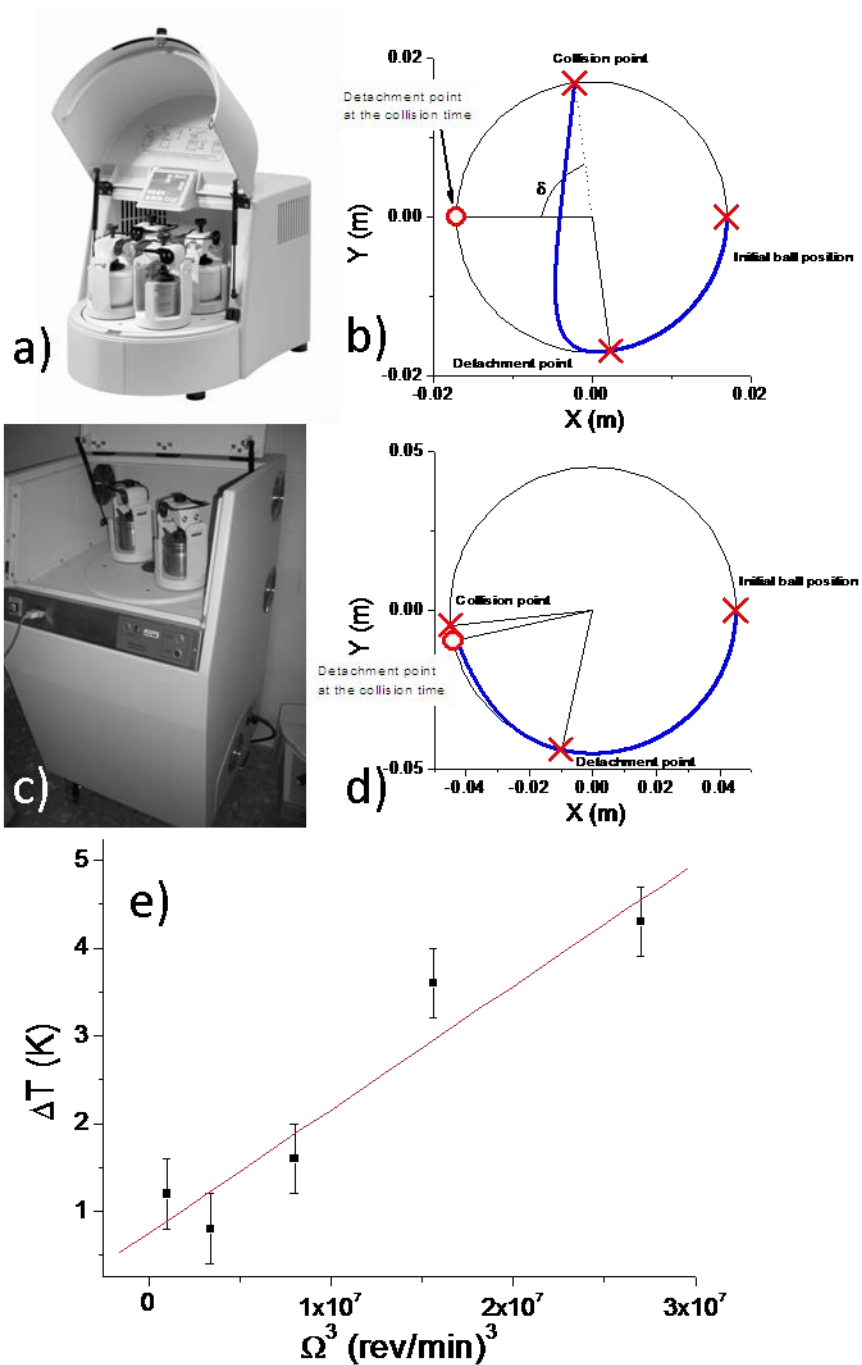 a)
0.02
Collision point
Detachment point
at the collision time
δ
0.00
Y (m)
Initial ball position
b)
Detachment point
-0.02
-0.02
0.00
0.02
X (m)
c)
0.05
Initial ball position
Collision point
0.00
Y (m)
Detachment point
at the collision time
Detachment point
-0.05
d)
-0.04
-0.02
0.00
0.02
0.04
X (m)
e)
5
4
3
2
1
ΔT (K)
0
1x10⁷
2x10⁷
3x10⁷
Ω³ (rev/min)³